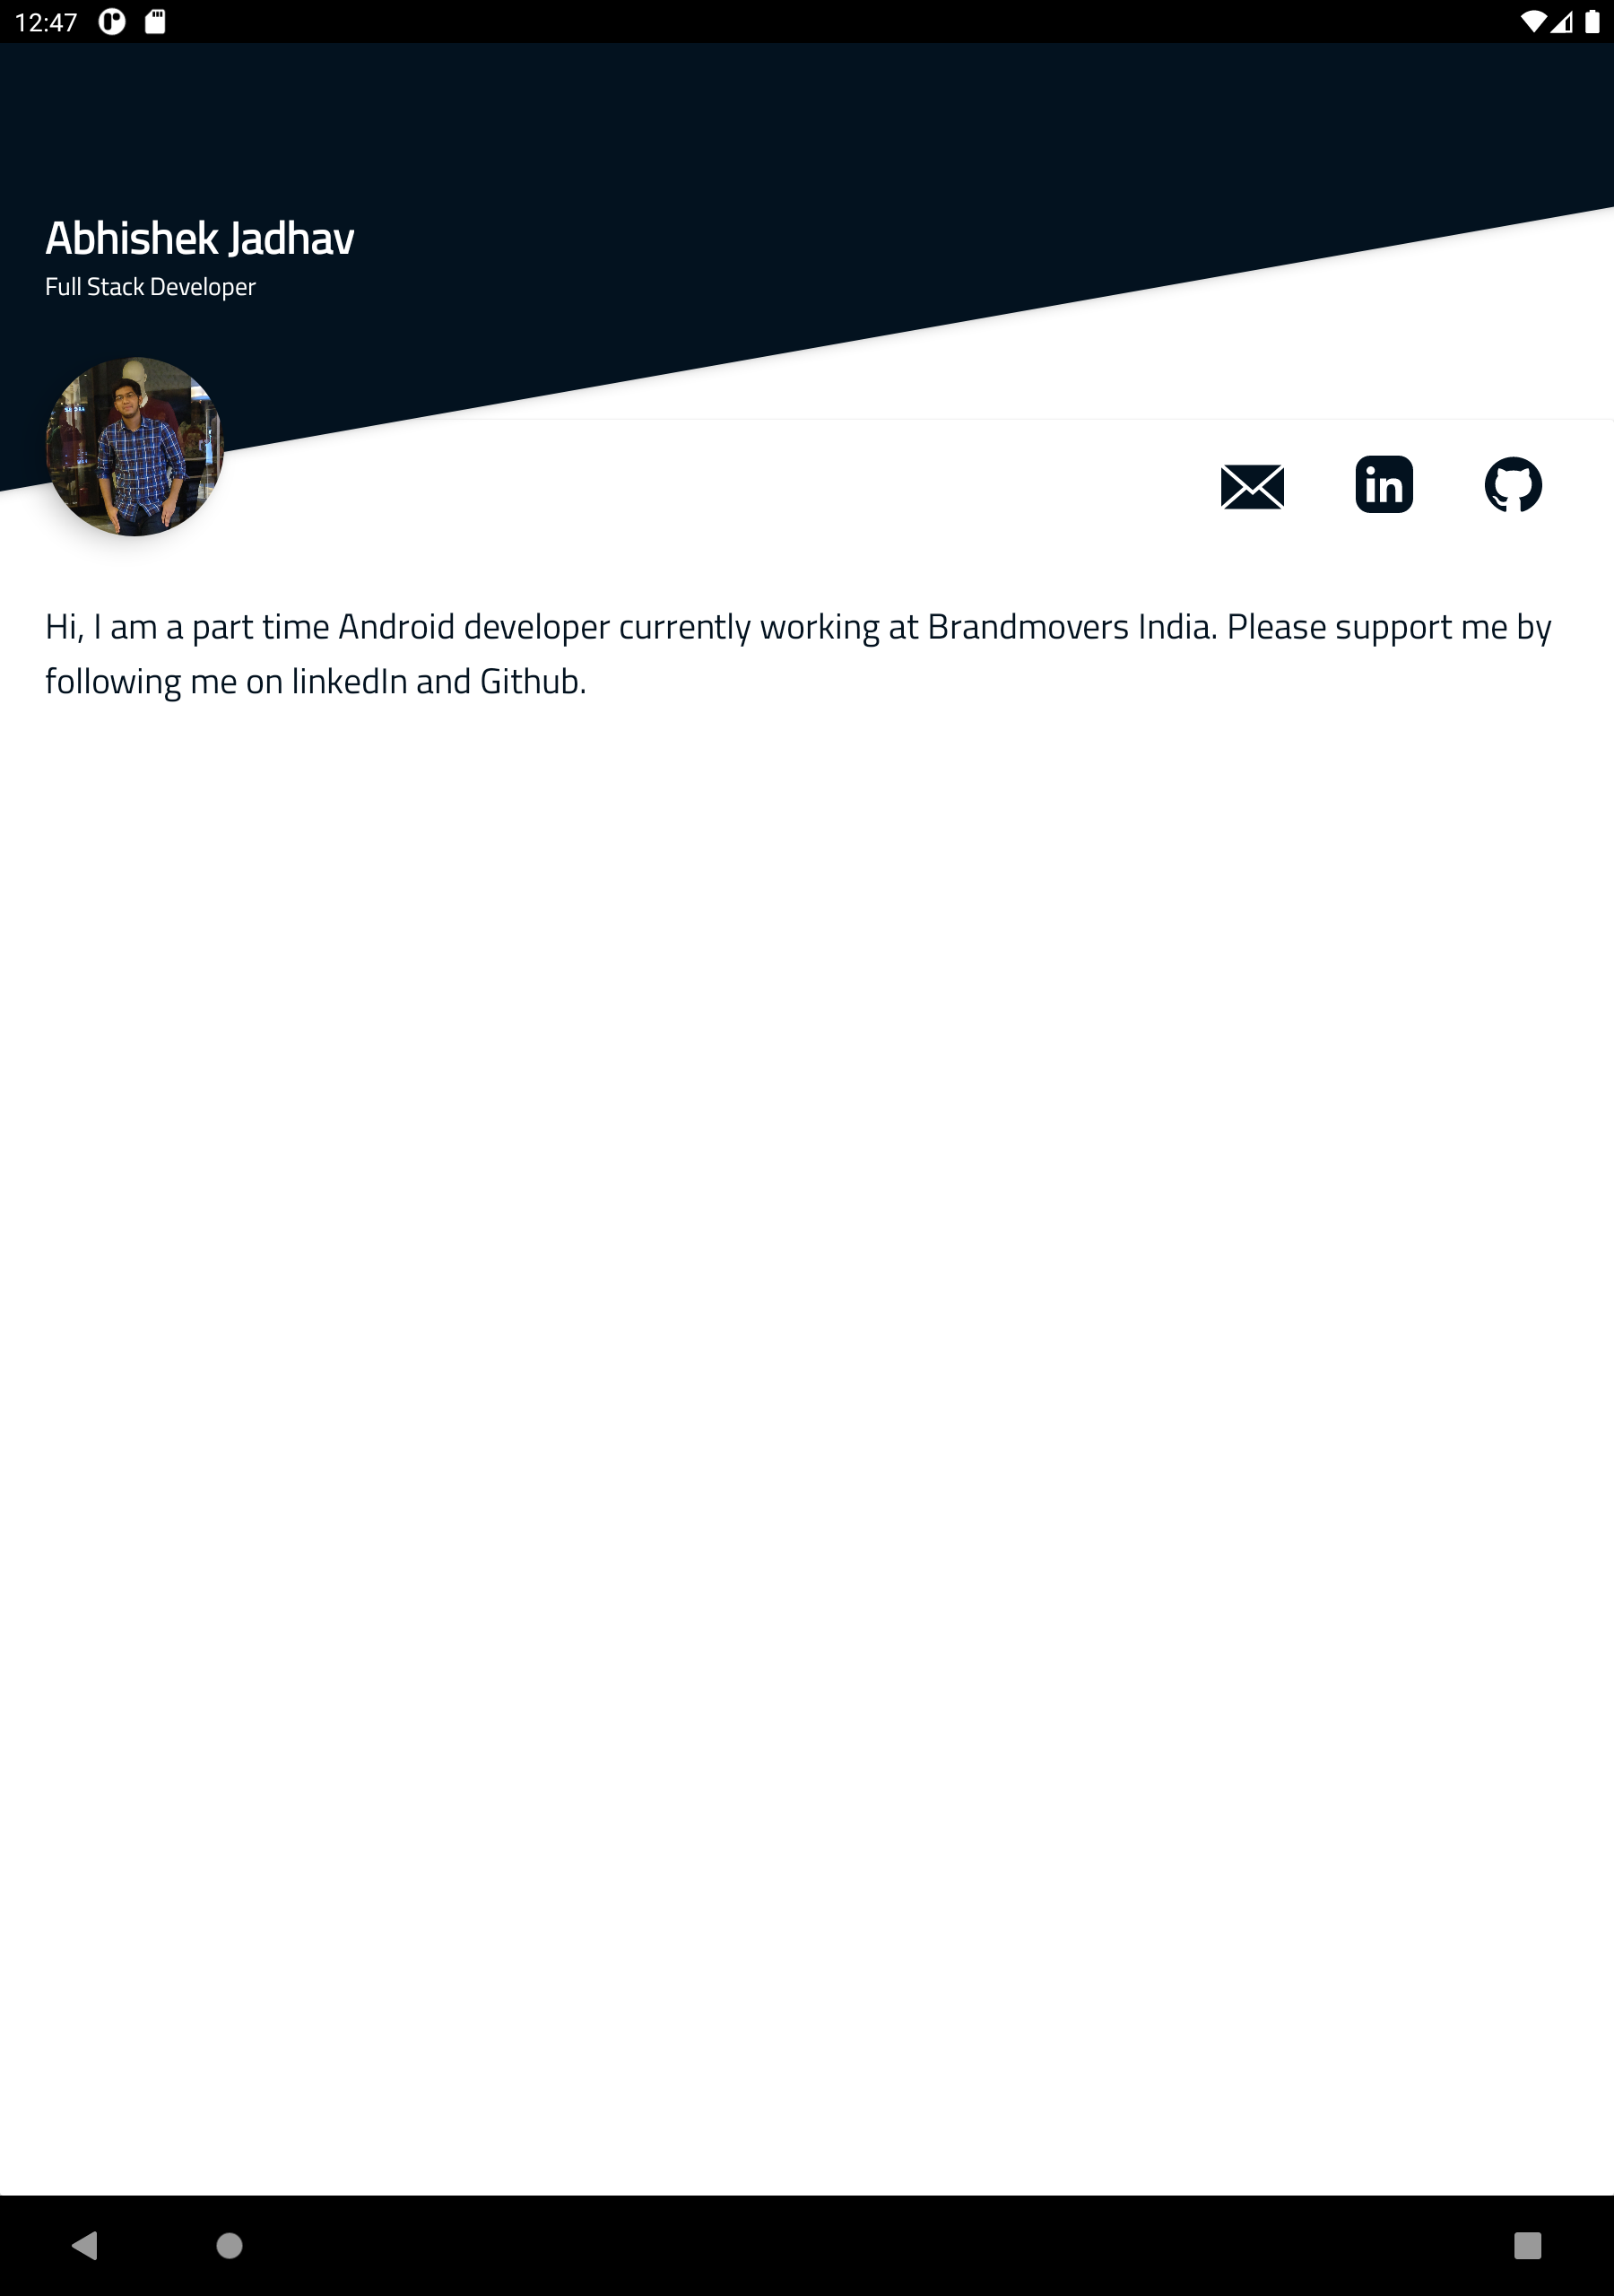 12:47
Abhishek Jadhav
Full Stack Developer
in
Hi, I am a part time Android developer currently working at Brandmovers India. Please support me by
following me on linkedIn and Github.